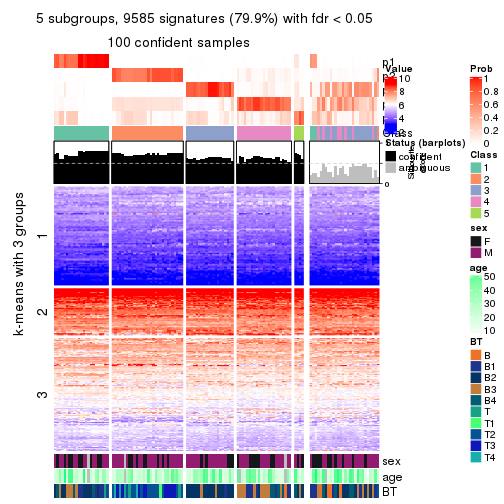 5 subgroups, 9585 signatures (79.9%) with fdr < 0.05
100 confident samples
p1
Class
k-means with 3 groups
1
2
3
sex
age
BT
Value
10
8
6
4
Status (barplots)
confident
ambiguous
0
Prob
1
0.8
0.6
0.4
0.2
0
Class
1
2
3
4
5
sex
F
M
age
50
40
30
20
10
BT
B
B1
B2
B3
B4
T
T1
T2
T3
T4